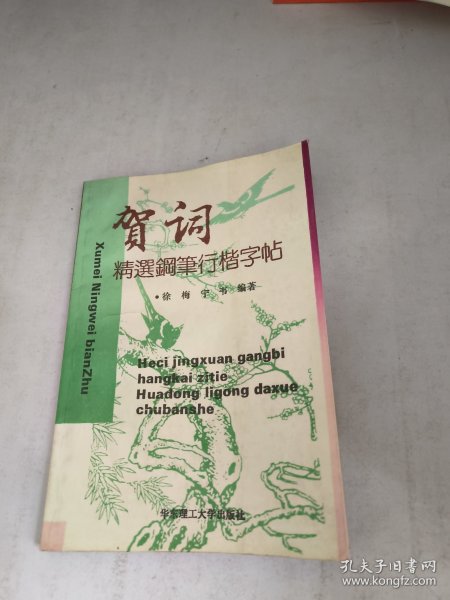 賀词
精選鋼筆行楷字帖
•徐 梅 宁 韦 编著
Xumei Ningwei bianZhu
Heci jingxuan gangbi
hangkai zitie
Huadong ligong daxue
chubanshe
华东理工大学出版社
孔夫子旧书网
www.kongfz.com